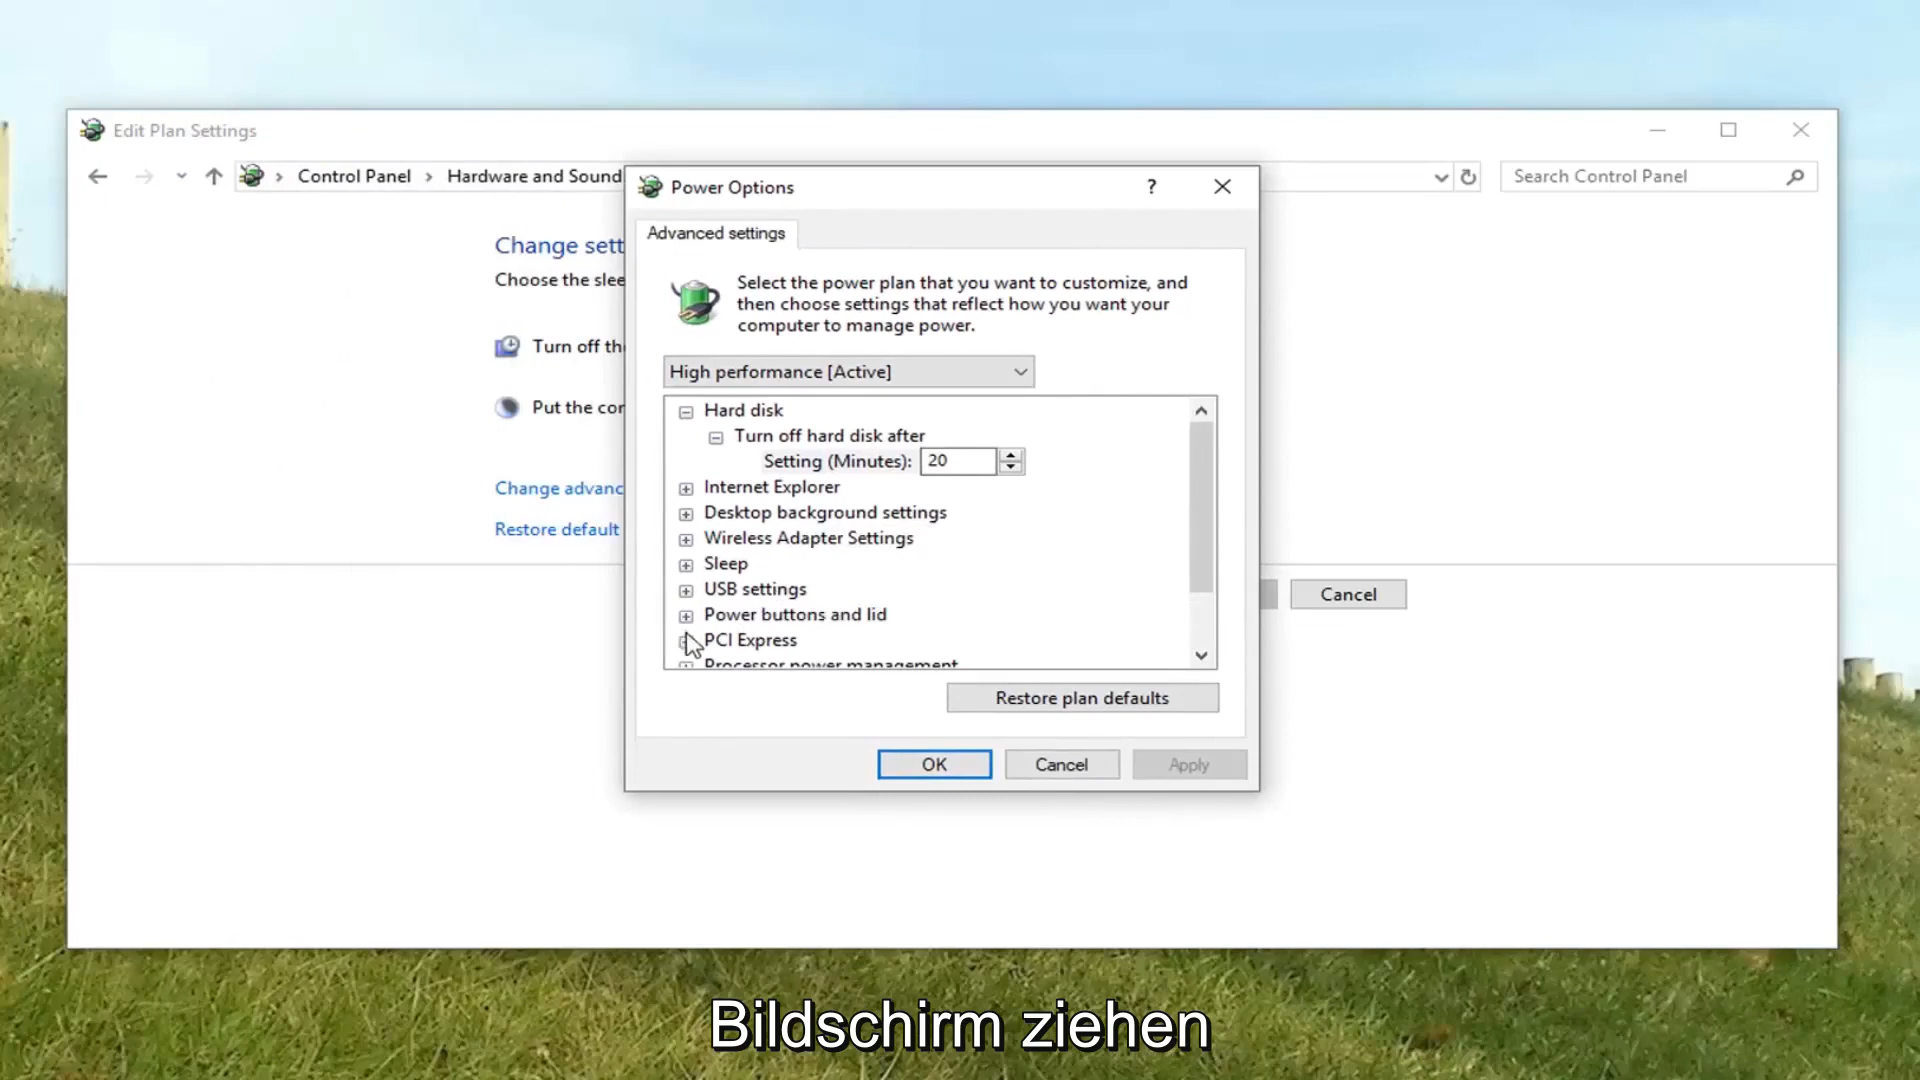 Edit Plan Settings
Control Panel > Hardware and Sound
Search Control Panel
Power Options
?
Advanced settings
Change sett
Choose the slee
Turn off the
Put the cor
Change advanc
Restore default
Select the power plan that you want to customize, and
then choose settings that reflect how you want your
computer to manage power.
High performance [Active]
Hard disk
Turn off hard disk after
Setting (Minutes): 20
Internet Explorer
Desktop background settings
Wireless Adapter Settings
Sleep
USB settings
Power buttons and lid
PCI Express
Processor power management
Restore plan defaults
OK
Cancel
Apply
Cancel
Bildschirm ziehen